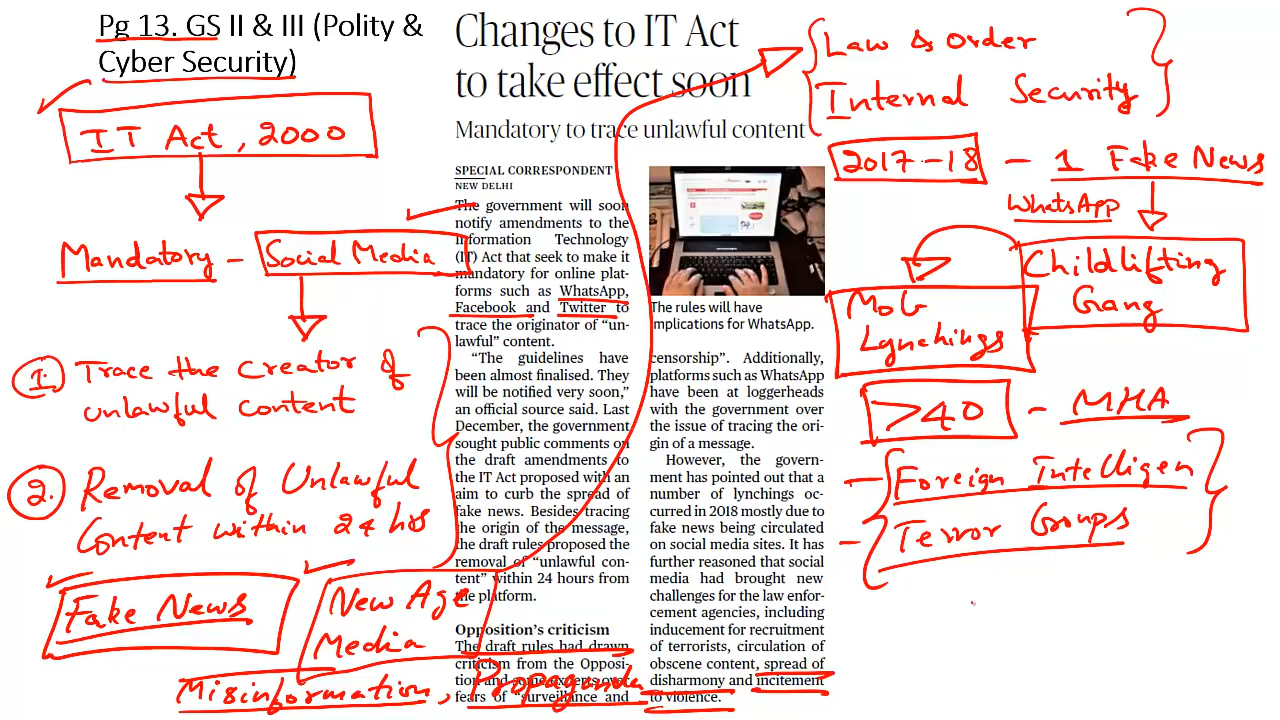 Pg 13. GS II & III (Polity &
Cyber Security)
IT Act, 2000
Mandatory - Social Media
1. Trace the creator of
unlawful content
2. Removal of Unlawful
Content within 24 hrs
Fake News
New Age
Media
Misinformation, Propaganda
Changes to IT Act
to take effect soon
Mandatory to trace unlawful content
SPECIAL CORRESPONDENT
NEW DELHI
The government will soon
notify amendments to the
Information Technology
(IT) Act that seek to make it
mandatory for online plat-
forms such as WhatsApp,
Facebook and Twitter to
trace the originator of “un-
lawful” content.
“The guidelines have
been almost finalised. They
will be notified very soon,”
an official source said. Last
December, the government
sought public comments on
the draft amendments to
the IT Act proposed with an
aim to curb the spread of
fake news. Besides tracing
the origin of the message,
the draft rules proposed the
removal of “unlawful con-
tent” within 24 hours from
the platform.
Opposition’s criticism
The draft rules had drawn
criticism from the Opposi-
tion and some experts over
fears of “surveillance and
The rules will have
implications for WhatsApp.
censorship”. Additionally,
platforms such as WhatsApp
have been at loggerheads
with the government over
the issue of tracing the ori-
gin of a message.
However, the govern-
ment has pointed out that a
number of lynchings oc-
curred in 2018 mostly due to
fake news being circulated
on social media sites. It has
further reasoned that social
media had brought new
challenges for the law enfor-
cement agencies, including
inducement for recruitment
of terrorists, circulation of
obscene content, spread of
disharmony and incitement
to violence.
Law & Order
Internal Security
2017-18 - 1 Fake News
WhatsApp
Childlifting
Gang
Mob
Lynchings
>40 - MHA
- Foreign Intelligen
- Terror Groups